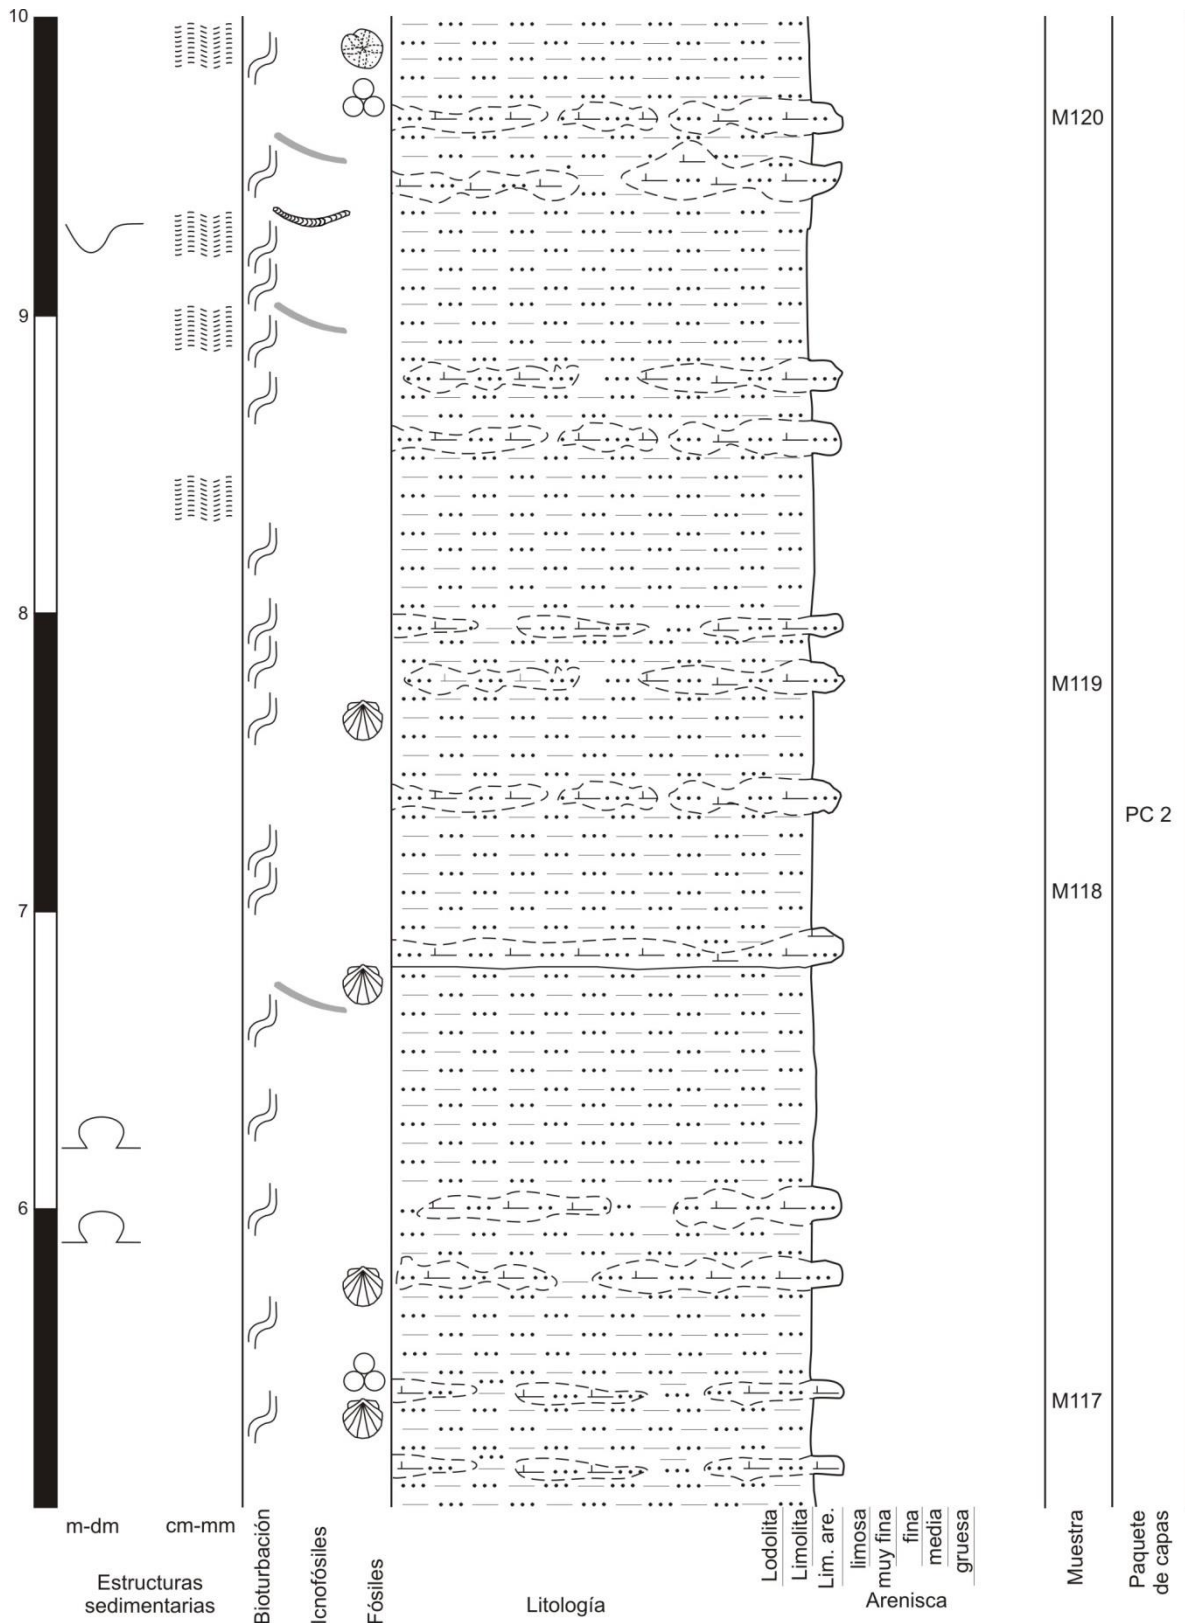 10
M120
9
8
M119
PC 2
M118
7
6
M117
m-dm
cm-mm
Estructuras
sedimentarias
Bioturbación
Icnofósiles
Fósiles
Litología
Lodolita
Limolita
Lim. are.
limosa
muy fina
fina
media
gruesa
Arenisca
Muestra
Paquete
de capas